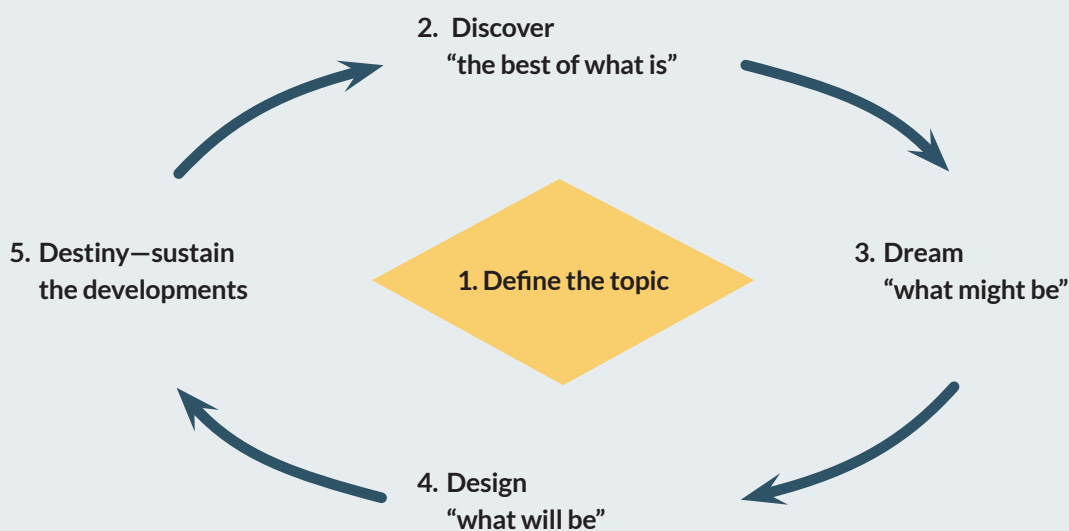 2. Discover
“the best of what is”
5. Destiny—sustain
the developments
1. Define the topic
3. Dream
“what might be”
4. Design
“what will be”